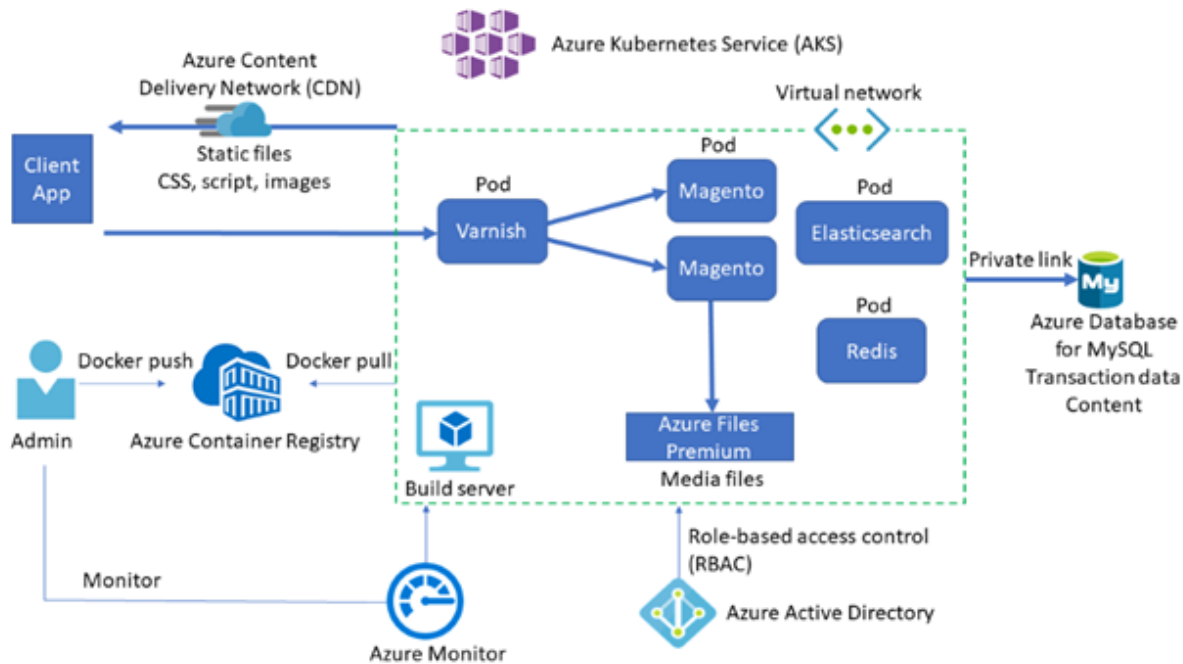 Azure Kubernetes Service (AKS)
Azure Content
Delivery Network (CDN)
Virtual network
Static files
CSS, script, images
Client
App
Pod
Varnish
Pod
Magento
Magento
Pod
Elasticsearch
Pod
Redis
Private link
My
Azure Database
for MySQL
Transaction data
Content
Docker push
Docker pull
Admin
Azure Container Registry
Build server
Azure Files
Premium
Media files
Role-based access control
(RBAC)
Monitor
Azure Active Directory
Azure Monitor